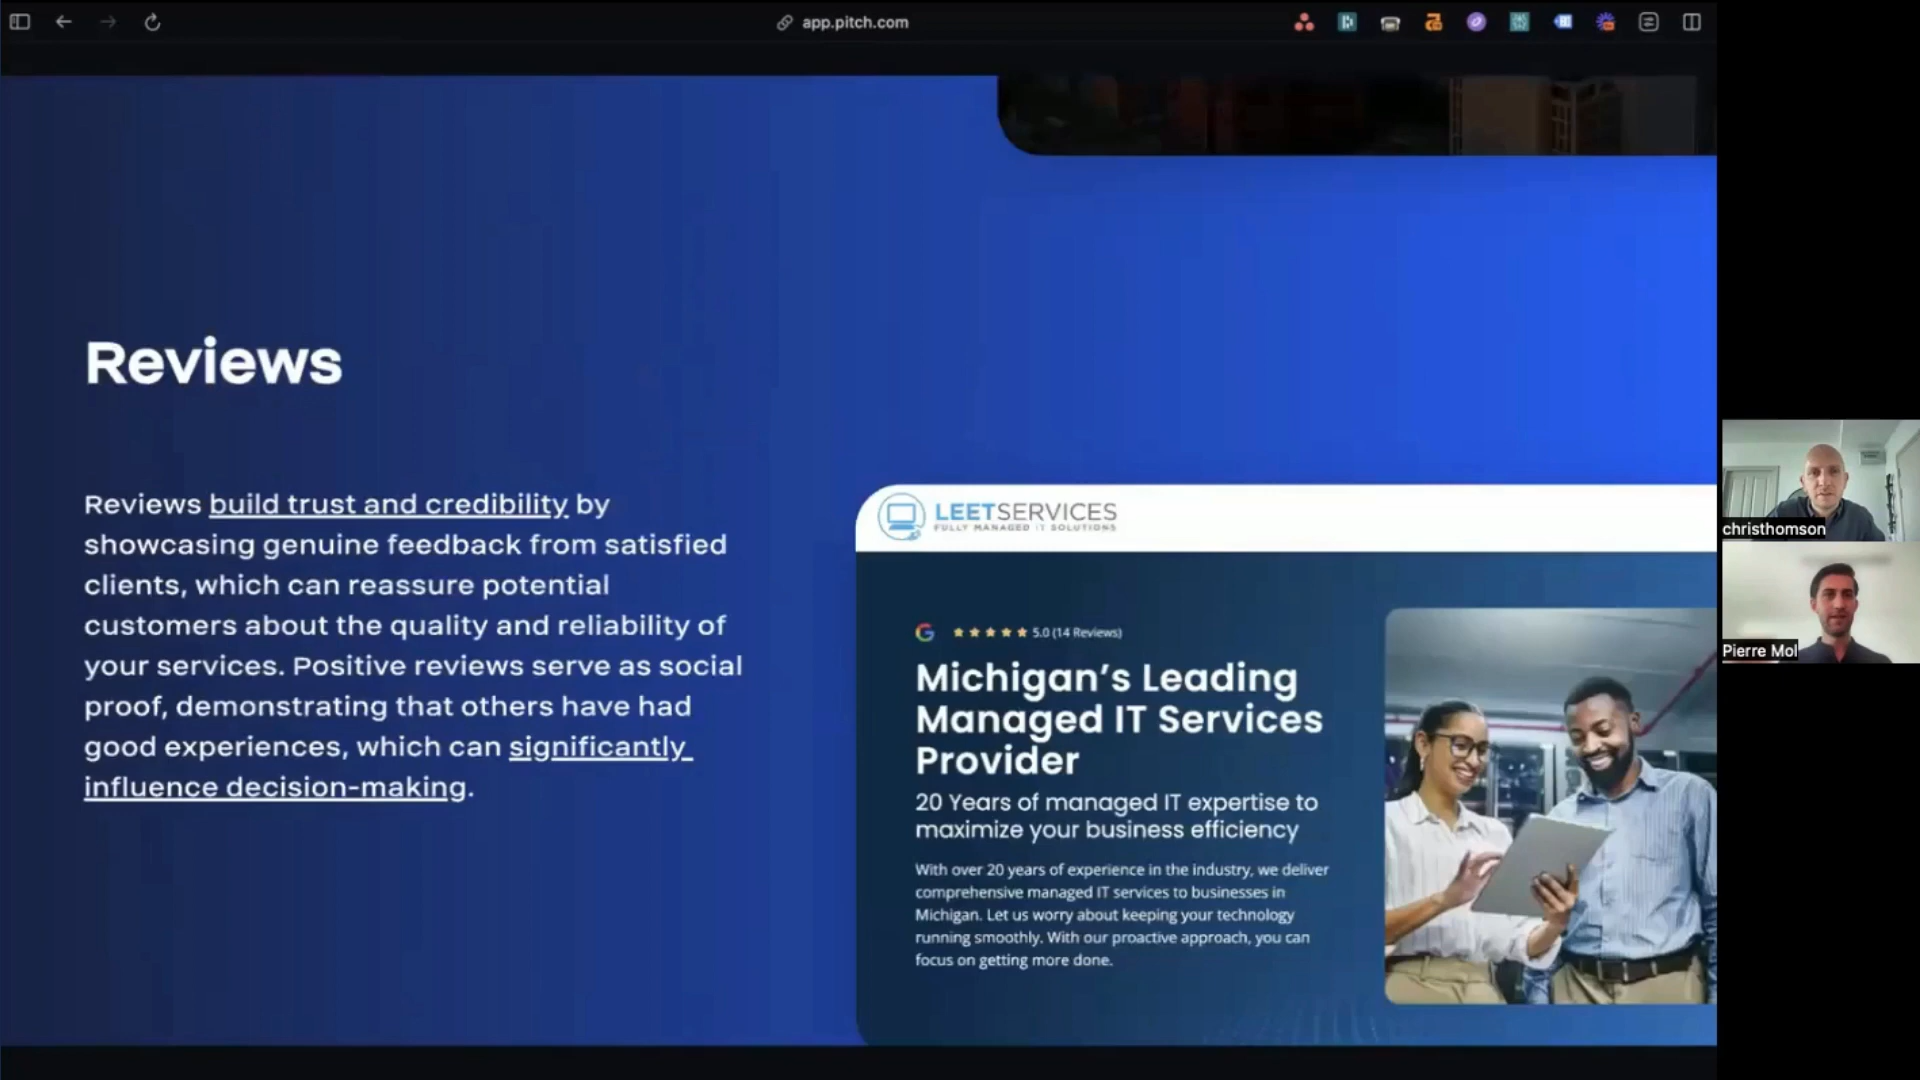 app.pitch.com
Reviews
Reviews build trust and credibility by
showcasing genuine feedback from satisfied
clients, which can reassure potential
customers about the quality and reliability of
your services. Positive reviews serve as social
proof, demonstrating that others have had
good experiences, which can significantly
influence decision-making.
LEETSERVICES
FULLY MANAGED IT SOLUTIONS
5.0 (14 Reviews)
Michigan's Leading
Managed IT Services
Provider
20 Years of managed IT expertise to
maximize your business efficiency
With over 20 years of experience in the industry, we deliver
comprehensive managed IT services to businesses in
Michigan. Let us worry about keeping your technology
running smoothly. With our proactive approach, you can
focus on getting more done.
christhomson
Pierre Mol